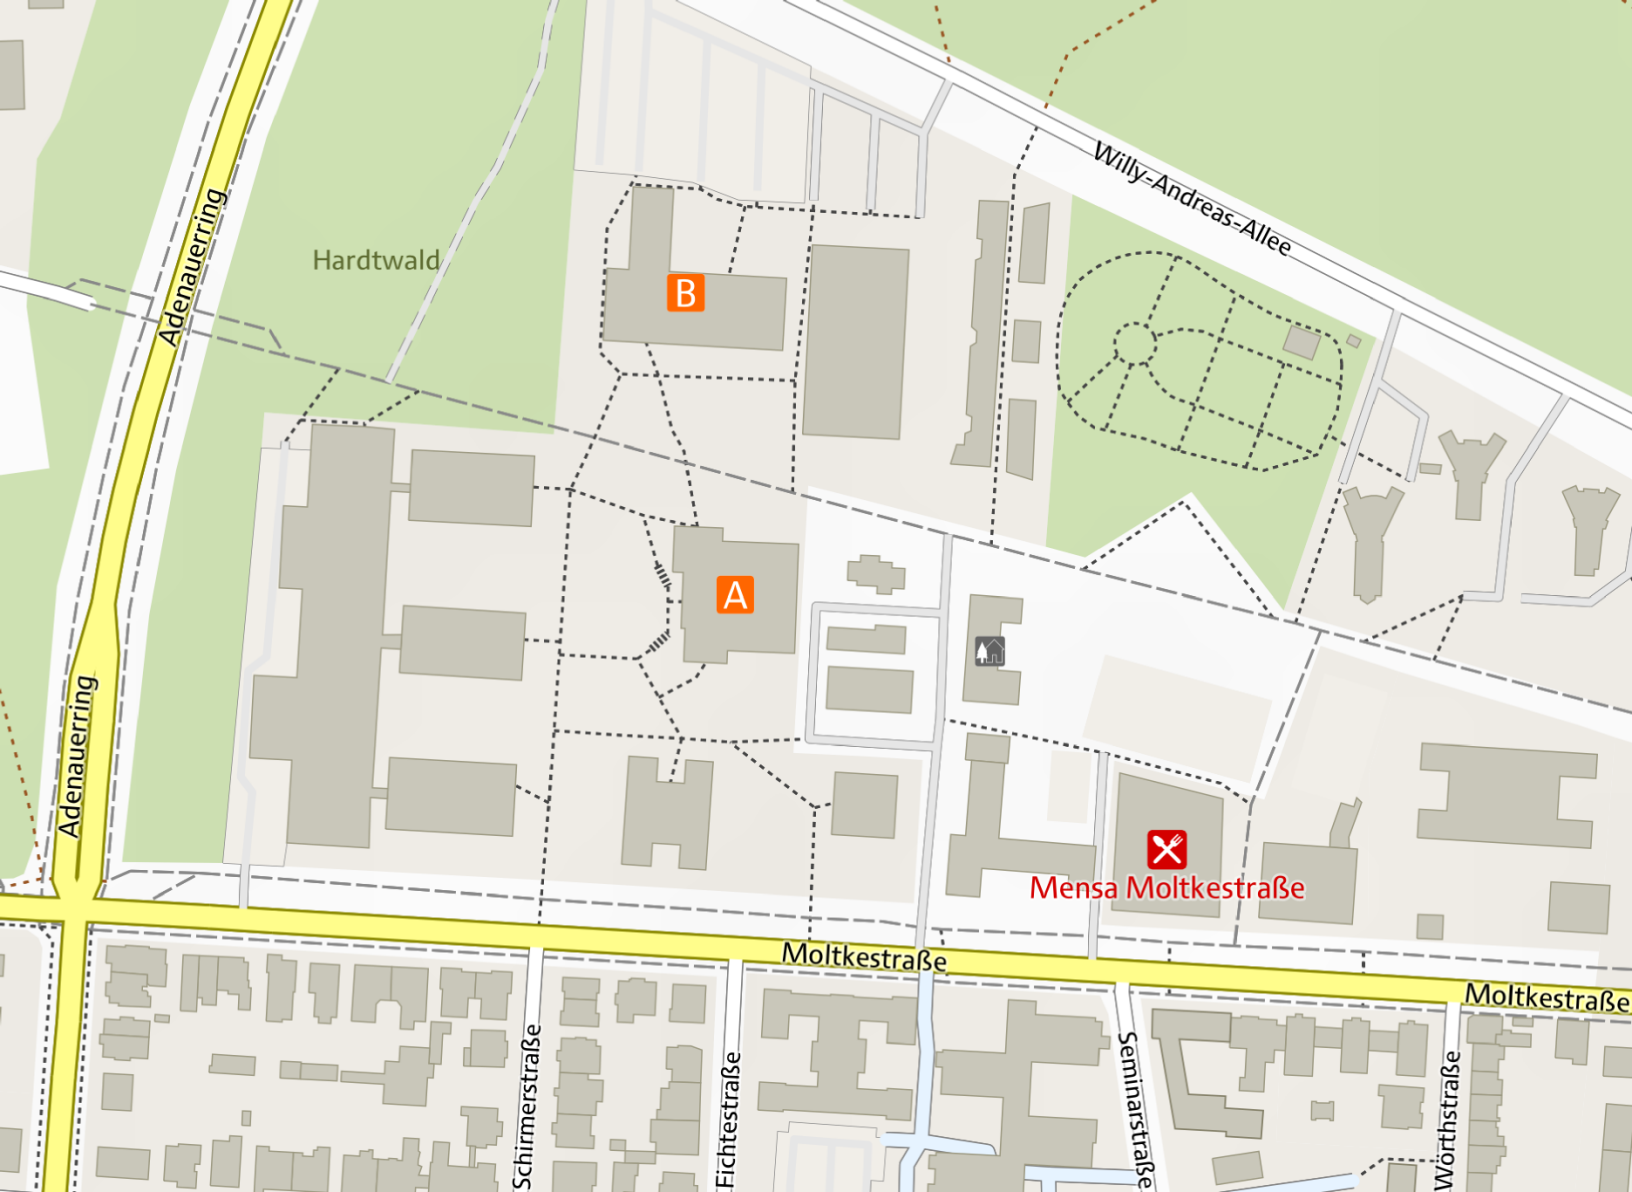 Willy-Andreas-Allee
Adenauerring
Hardtwald
B
A
Adenauerring
Mensa Moltkestraße
Moltkestraße
Moltkestraße
Schirmerstraße
Fichtestraße
Seminarstraße
Wörthstraße